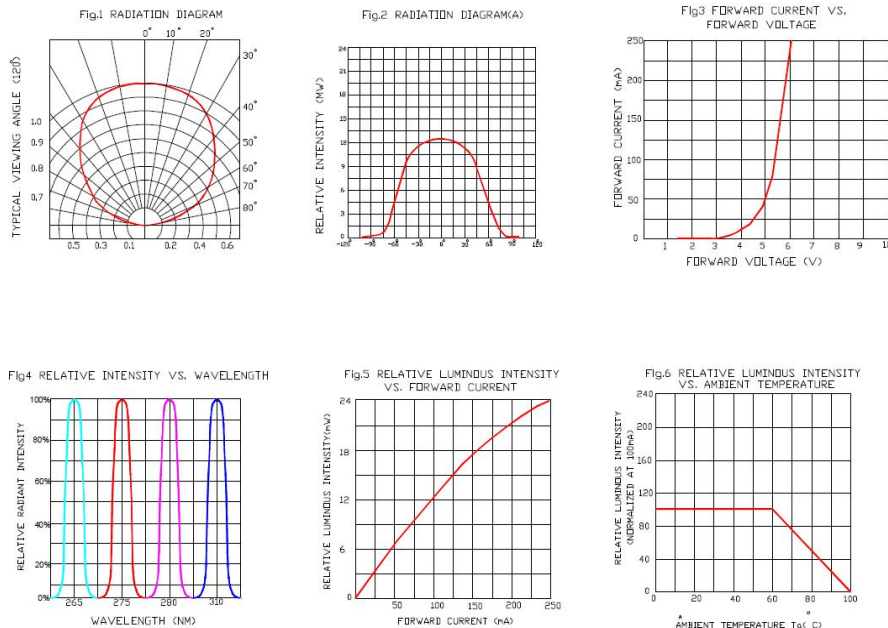 Fig.1 RADIATION DIAGRAM
0° 10° 20°
30°
40°
50°
60°
70°
80°
1.0
0.9
0.8
0.7
0.5 0.3 0.1 0.2 0.4 0.6
TYPICAL VIEWING ANGLE (120°)
Fig.2 RADIATION DIAGRAM(A)
RELATIVE INTENSITY (MW)
24
21
18
15
12
9
6
3
0
-120 -90 -60 -30 0 30 60 90 120
FIg3 FORWARD CURRENT VS.
FORWARD VOLTAGE
FORWARD CURRENT (mA)
250
200
150
100
50
0
1 2 3 4 5 6 7 8 9 10
FORWARD VOLTAGE (V)
FIg4 RELATIVE INTENSITY VS. WAVELENGTH
RELATIVE RADIANT INTENSITY
100%
80%
40%
20%
0%
265 275 280 310
WAVELENGTH (NM)
Fig.5 RELATIVE LUMINOUS INTENSITY
VS. FORWARD CURRENT
RELATIVE LUMINOUS INTENSITY(mW)
24
18
12
6
0
50 100 150 200 250
FORWARD CURRENT (mA)
FIg.6 RELATIVE LUMINOUS INTENSITY
VS. AMBIENT TEMPERATURE
RELATIVE LUMINOUS INTENSITY
(NORMALIZED AT 100mA)
240
200
160
120
80
40
0
0 20 40 60 80 100
AMBIENT TEMPERATURE Ta(°C)